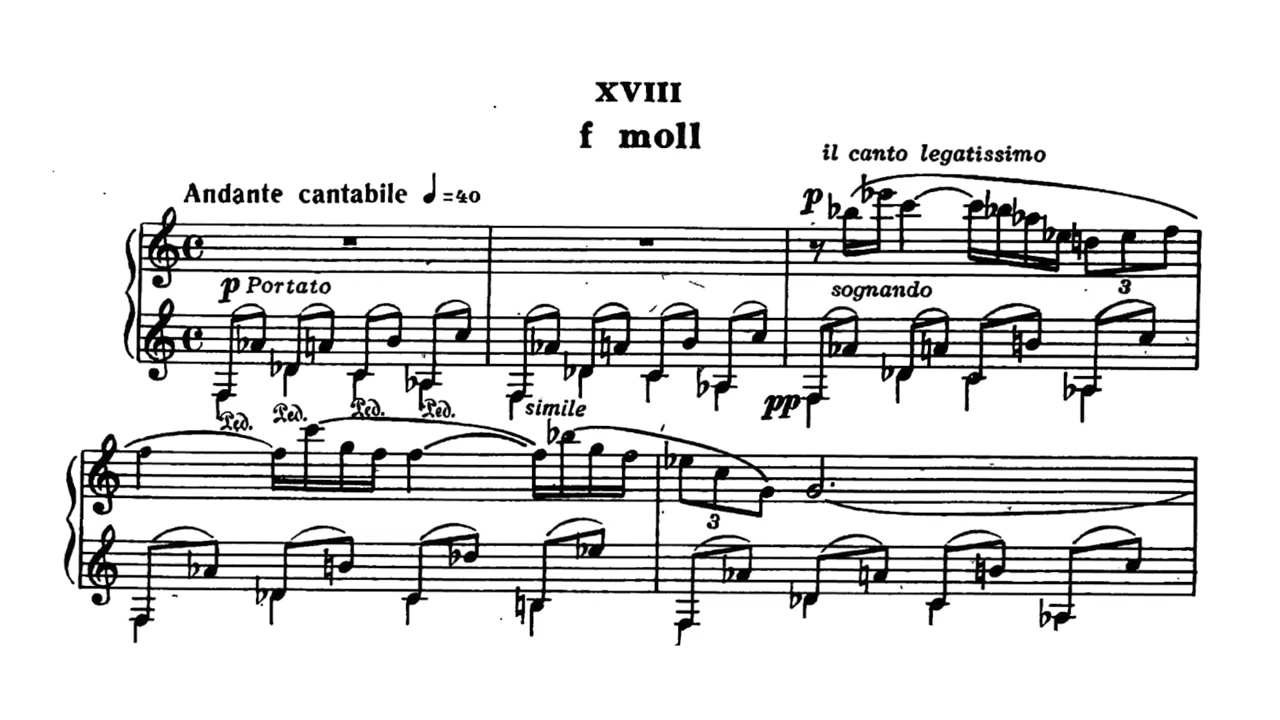 XVIII
f moll
il canto legatissimo
Andante cantabile ♩=40
p
p Portato
sognando
pp
3
Ped. Ped. Ped. Ped.
simile
3